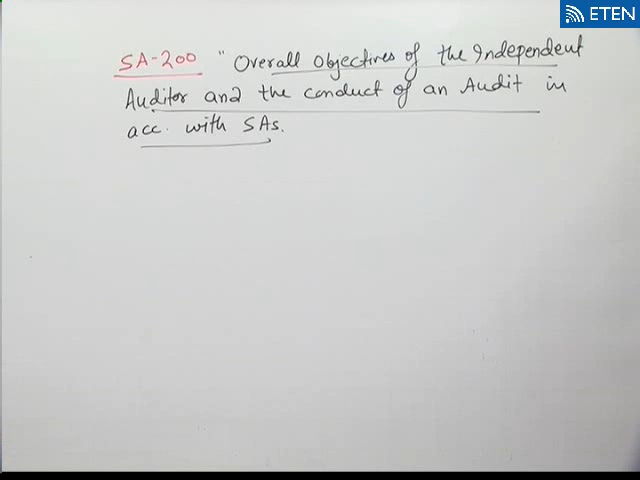 ETEN
SA-200 " Overall Objectives of the Independent
Auditor and the conduct of an Audit in
acc. with SAs.